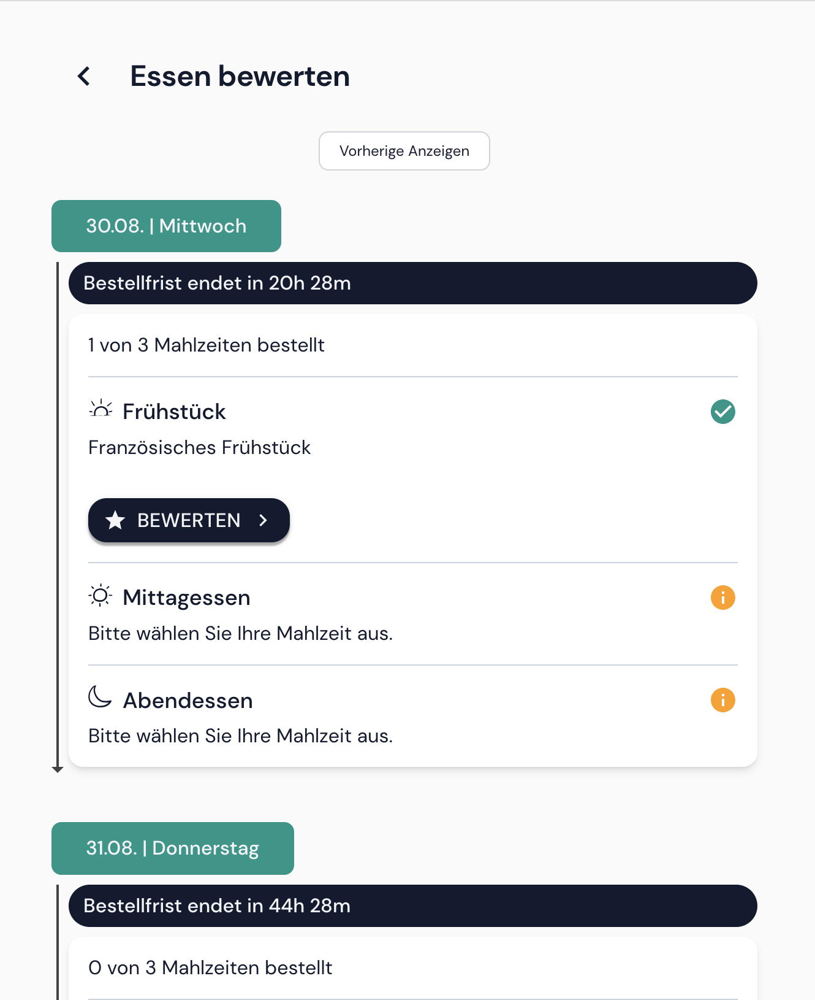 Essen bewerten
Vorherige Anzeigen
30.08. | Mittwoch
Bestellfrist endet in 20h 28m
1 von 3 Mahlzeiten bestellt
Frühstück
Französisches Frühstück
BEWERTEN
Mittagessen
Bitte wählen Sie Ihre Mahlzeit aus.
Abendessen
Bitte wählen Sie Ihre Mahlzeit aus.
31.08. | Donnerstag
Bestellfrist endet in 44h 28m
0 von 3 Mahlzeiten bestellt